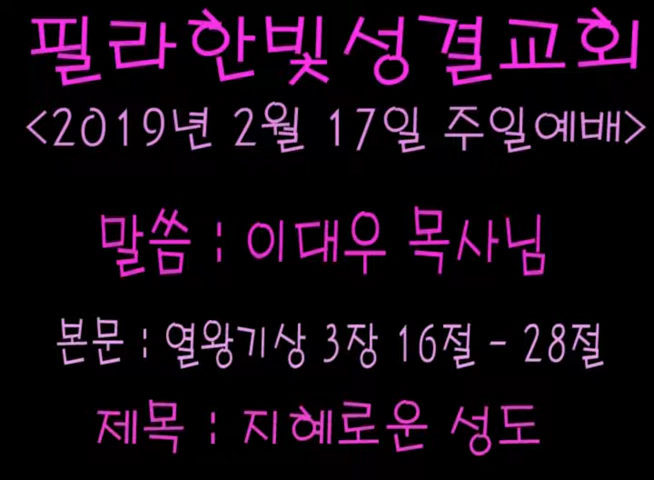 필라한빛성결교회
<2019년 2월 17일 주일예배>
말씀 : 이대우 목사님
본문 : 열왕기상 3장 16절 - 28절
제목 : 지혜로운 성도